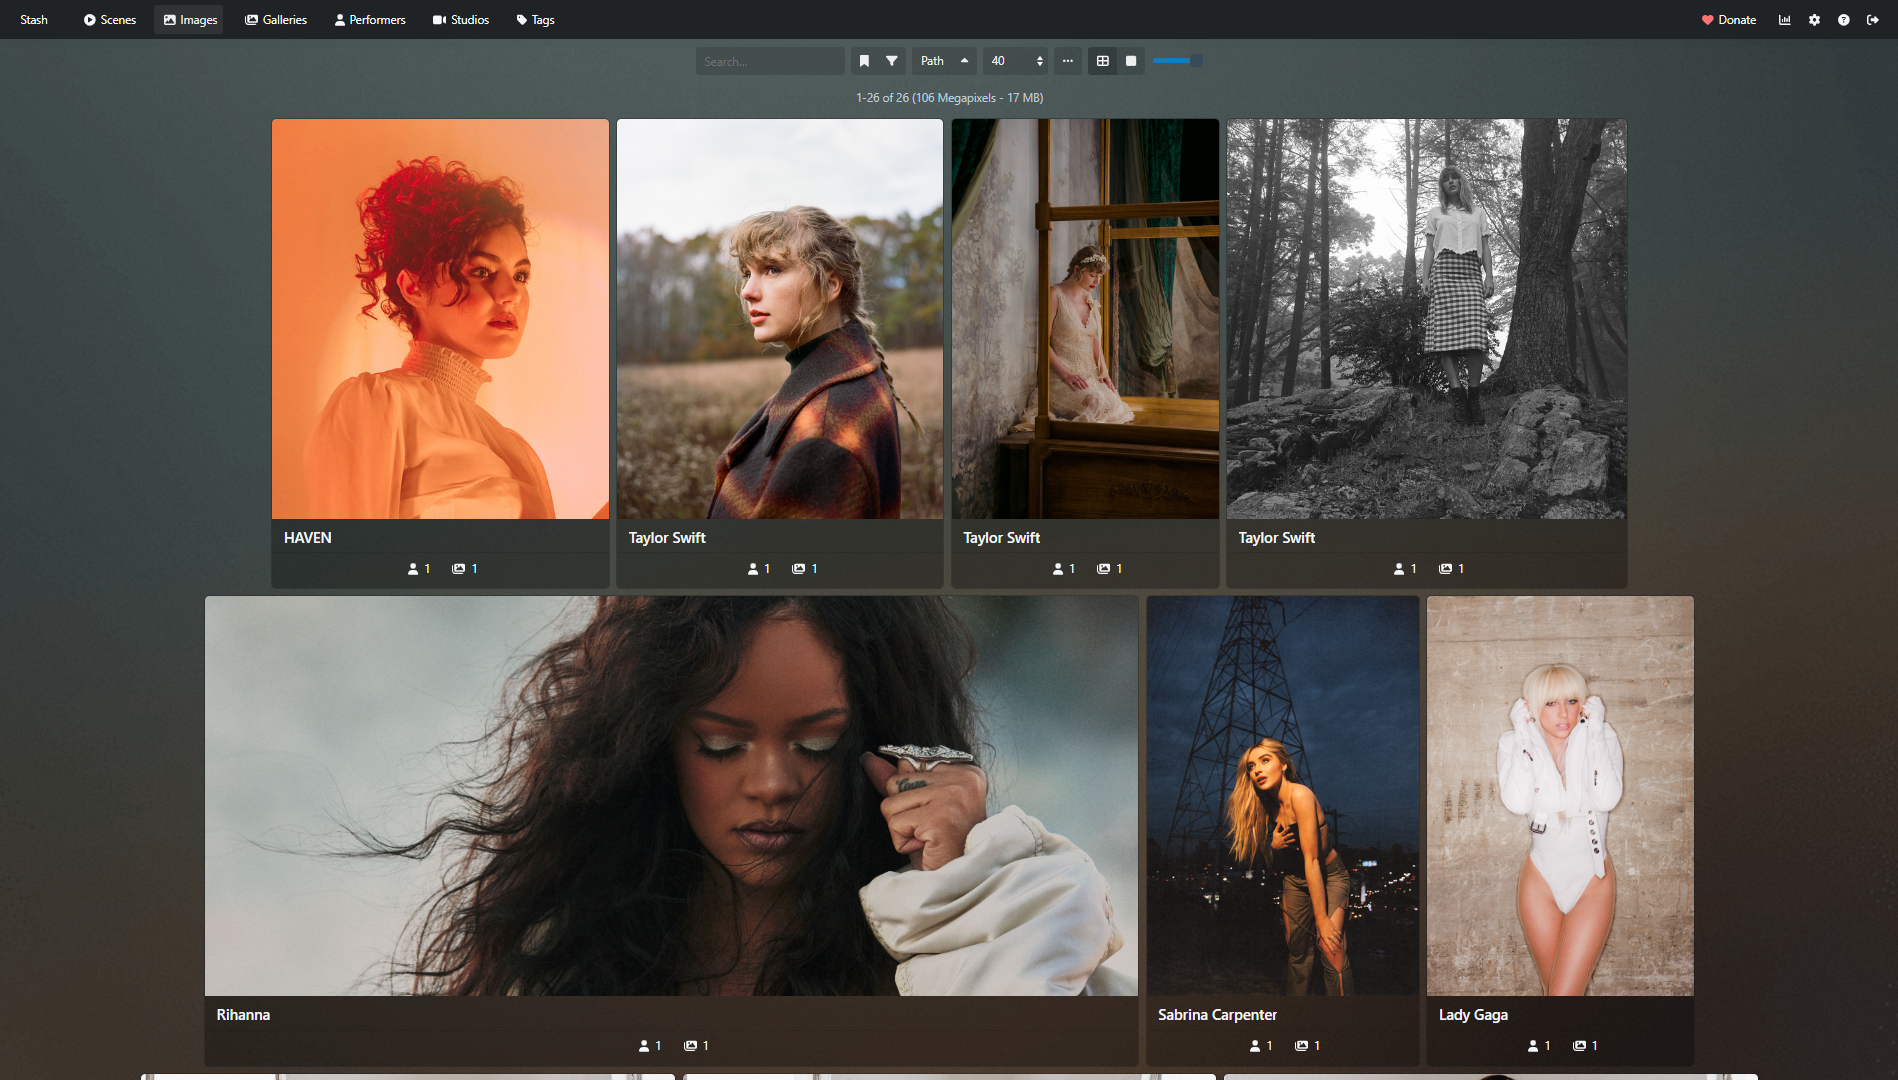 Stash Scenes Images Galleries Performers Studios Tags Donate
Search... Path 40
1-26 of 26 (106 Megapixels - 17 MB)
HAVEN
1 1
Taylor Swift
1 1
Taylor Swift
1 1
Taylor Swift
1 1
Rihanna
1 1
Sabrina Carpenter
1 1
Lady Gaga
1 1